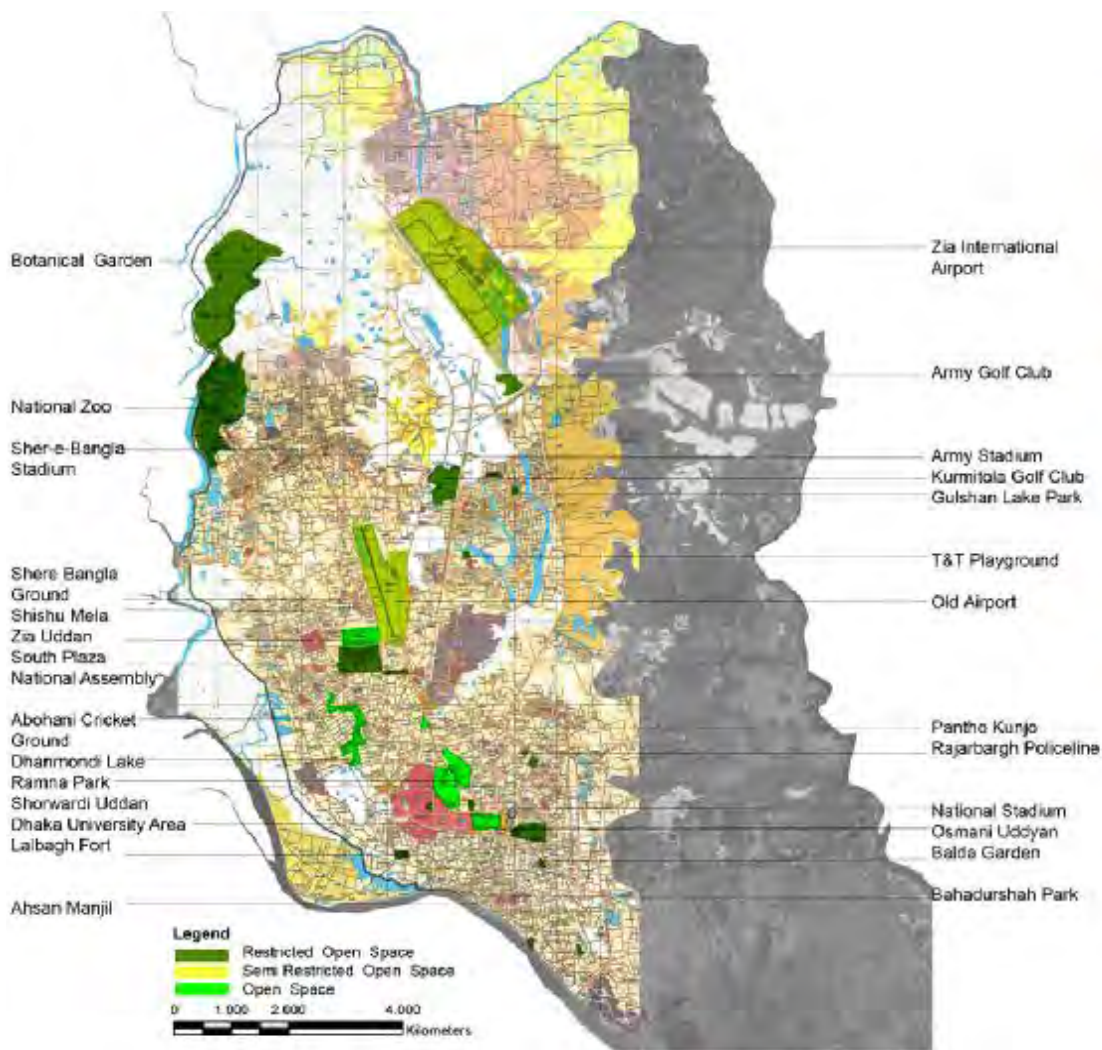 Botanical Garden
National Zoo
Sher-e-Bangla
Stadium
Shere Bangla
Ground
Shishu Mela
Zia Uddan
South Plaza
National Assembly
Abohani Cricket
Ground
Dhanmondi Lake
Ramna Park
Shorwardi Uddan
Dhaka University Area
Lalbagh Fort
Ahsan Manjil
Zia International
Airport
Army Golf Club
Army Stadium
Kurmitola Golf Club
Gulshan Lake Park
T&T Playground
Old Airport
Pantho Kunjo
Rajarbargh Policeline
National Stadium
Osmani Uddyan
Balda Garden
Bahadurshah Park
Legend
Restricted Open Space
Semi Restricted Open Space
Open Space
0 1.000 2.000 4.000
Kilometers